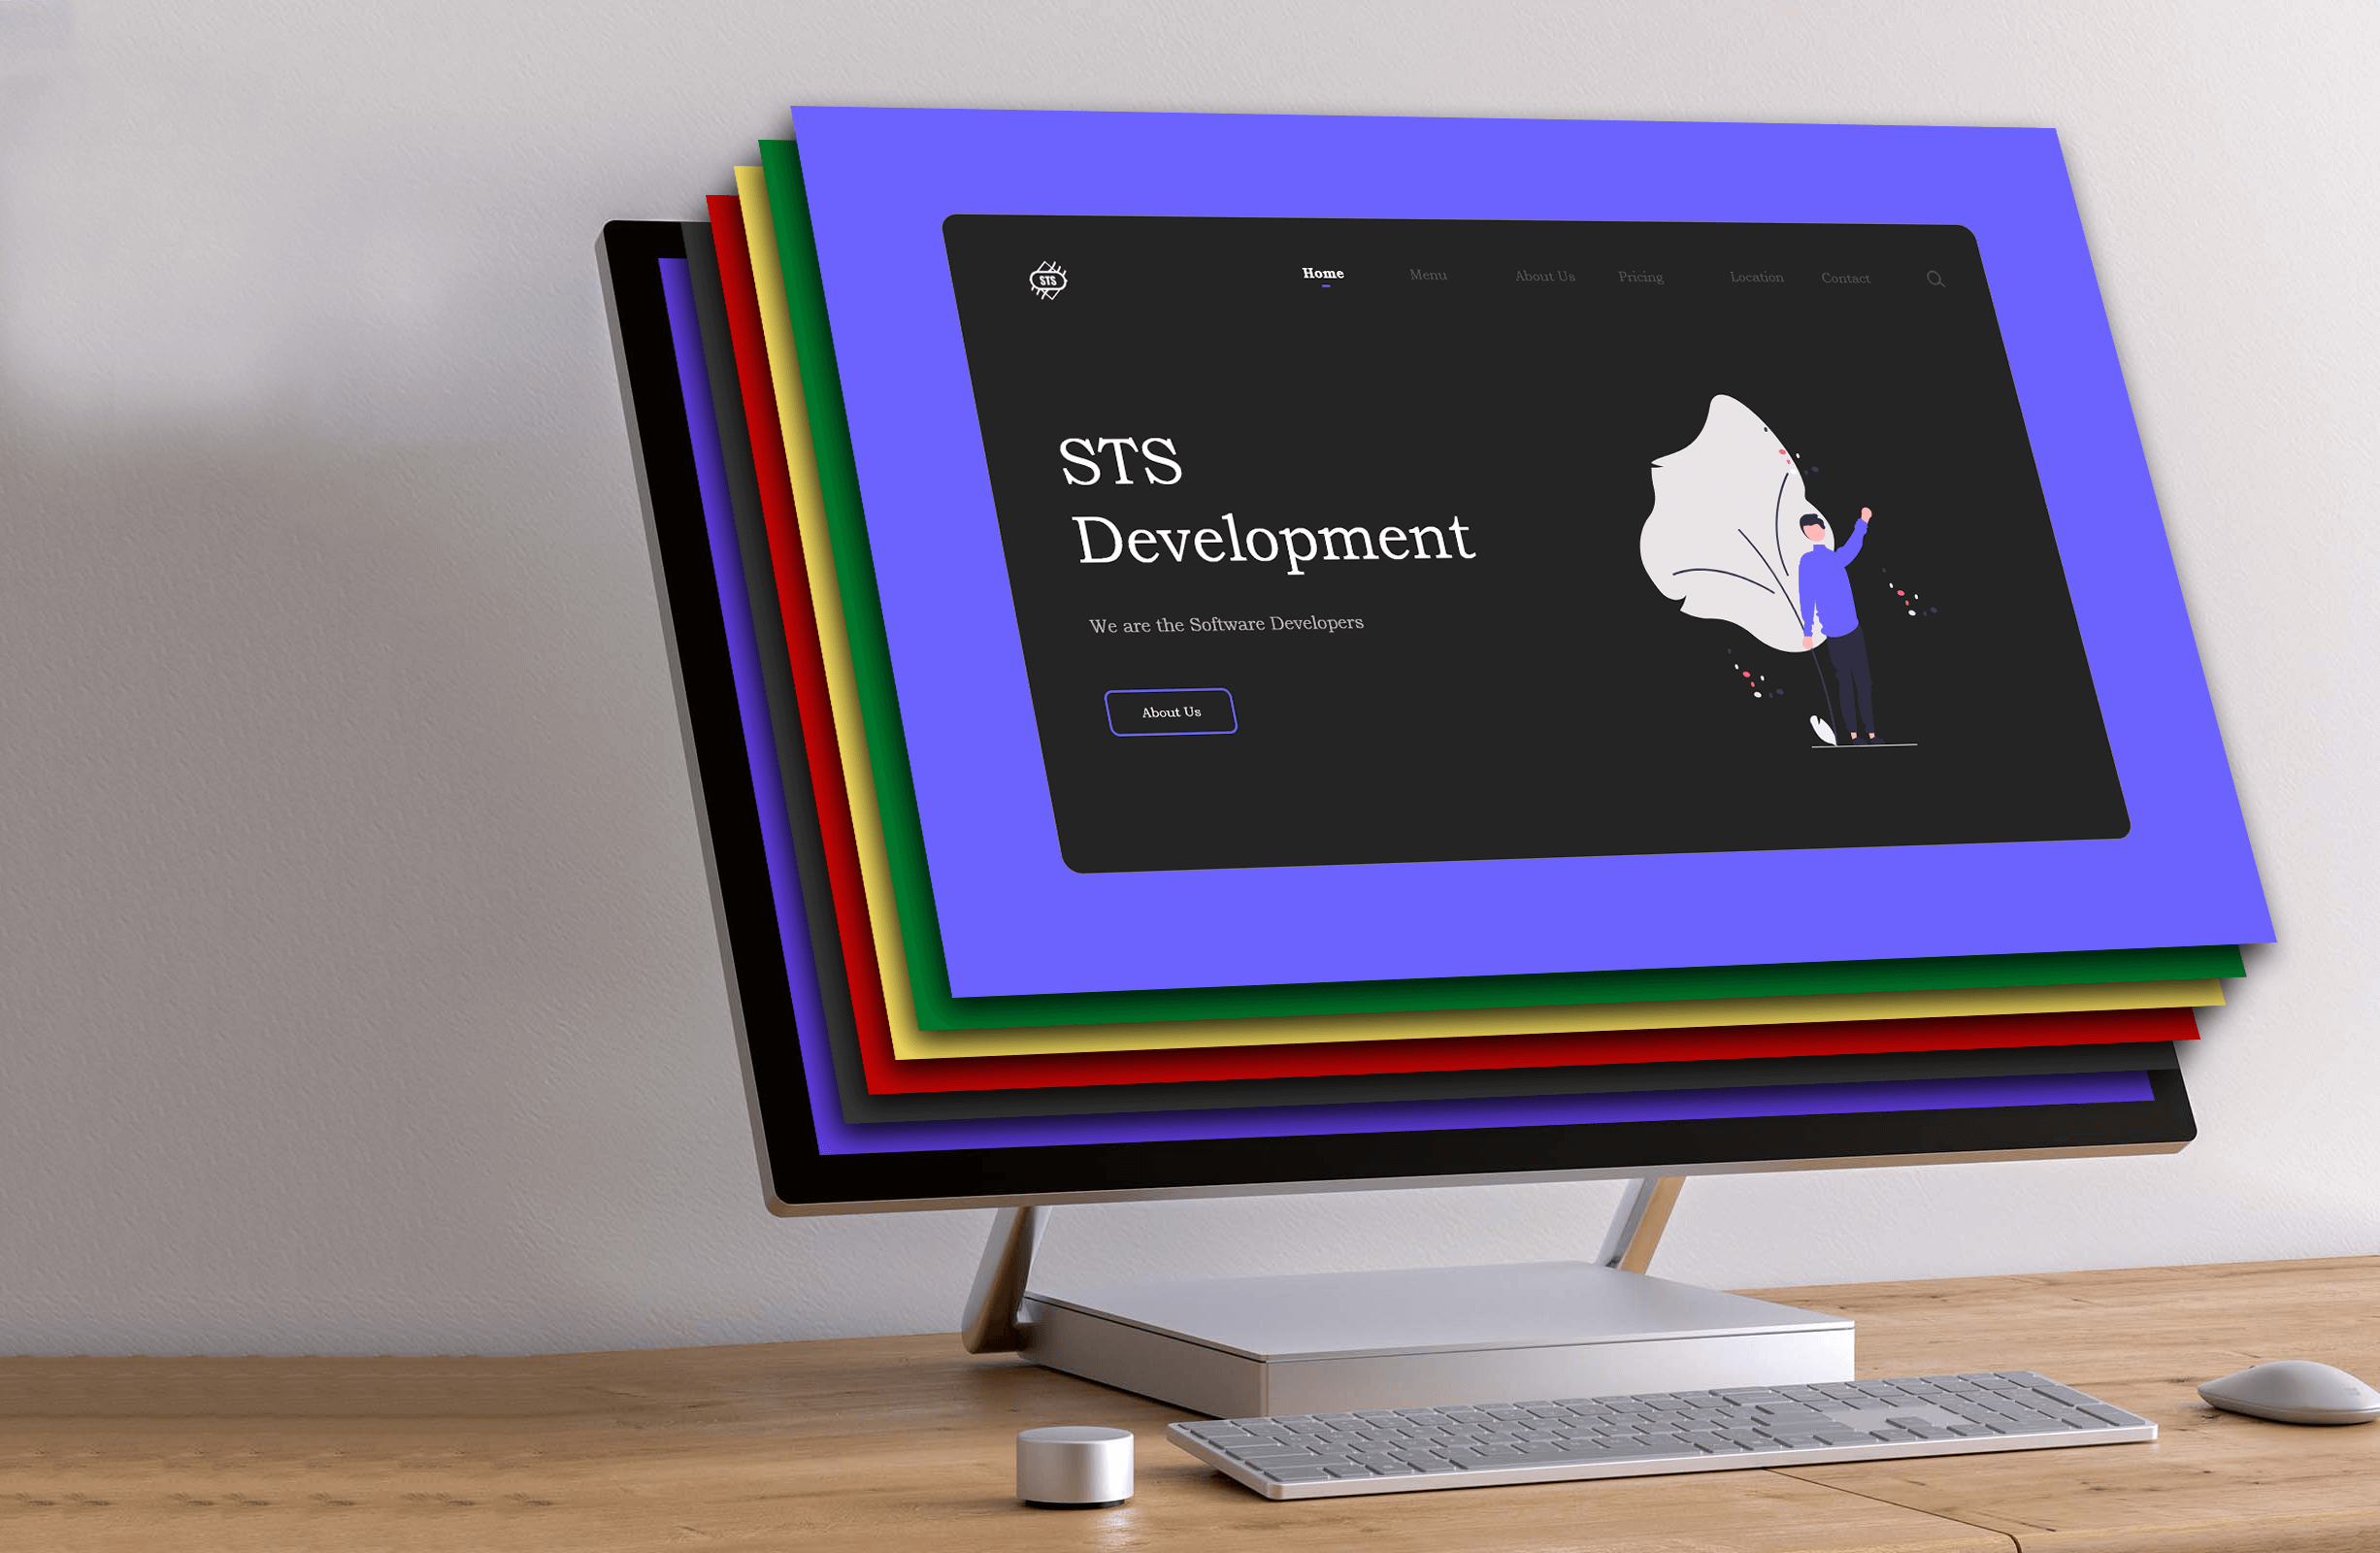 STS
Home
Menu
About Us
Pricing
Location
Contact
STS
Development
We are the Software Developers
About Us